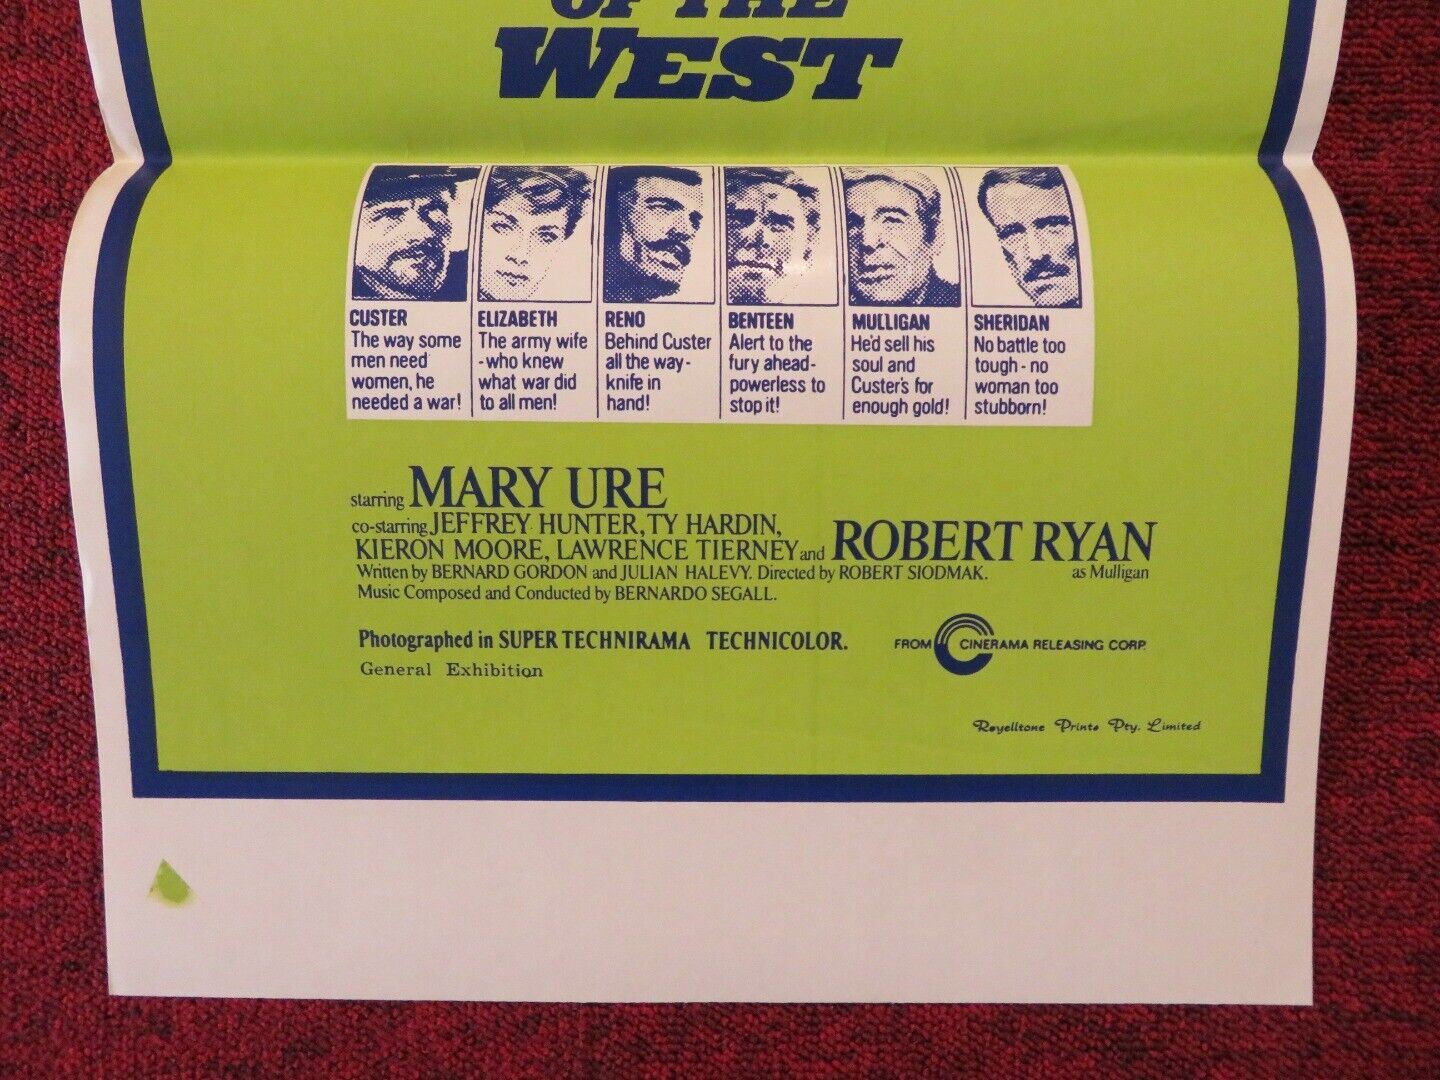 OF THE
WEST
CUSTER
The way some
men need
women, he
needed a war!
ELIZABETH
The army wife
-who knew
what war did
to all men!
RENO
Behind Custer
all the way-
knife in
hand!
BENTEEN
Alert to the
fury ahead-
powerless to
stop it!
MULLIGAN
He'd sell his
soul and
Custer's for
enough gold!
SHERIDAN
No battle too
tough - no
woman too
stubborn!
starring MARY URE
co-starring JEFFREY HUNTER, TY HARDIN,
KIERON MOORE, LAWRENCE TIERNEY and ROBERT RYAN
as Mulligan
Written by BERNARD GORDON and JULIAN HALEVY. Directed by ROBERT SIODMAK.
Music Composed and Conducted by BERNARDO SEGALL.
Photographed in SUPER TECHNIRAMA TECHNICOLOR.
FROM CINERAMA RELEASING CORP.
General Exhibition
Royelltone Prints Pty. Limited